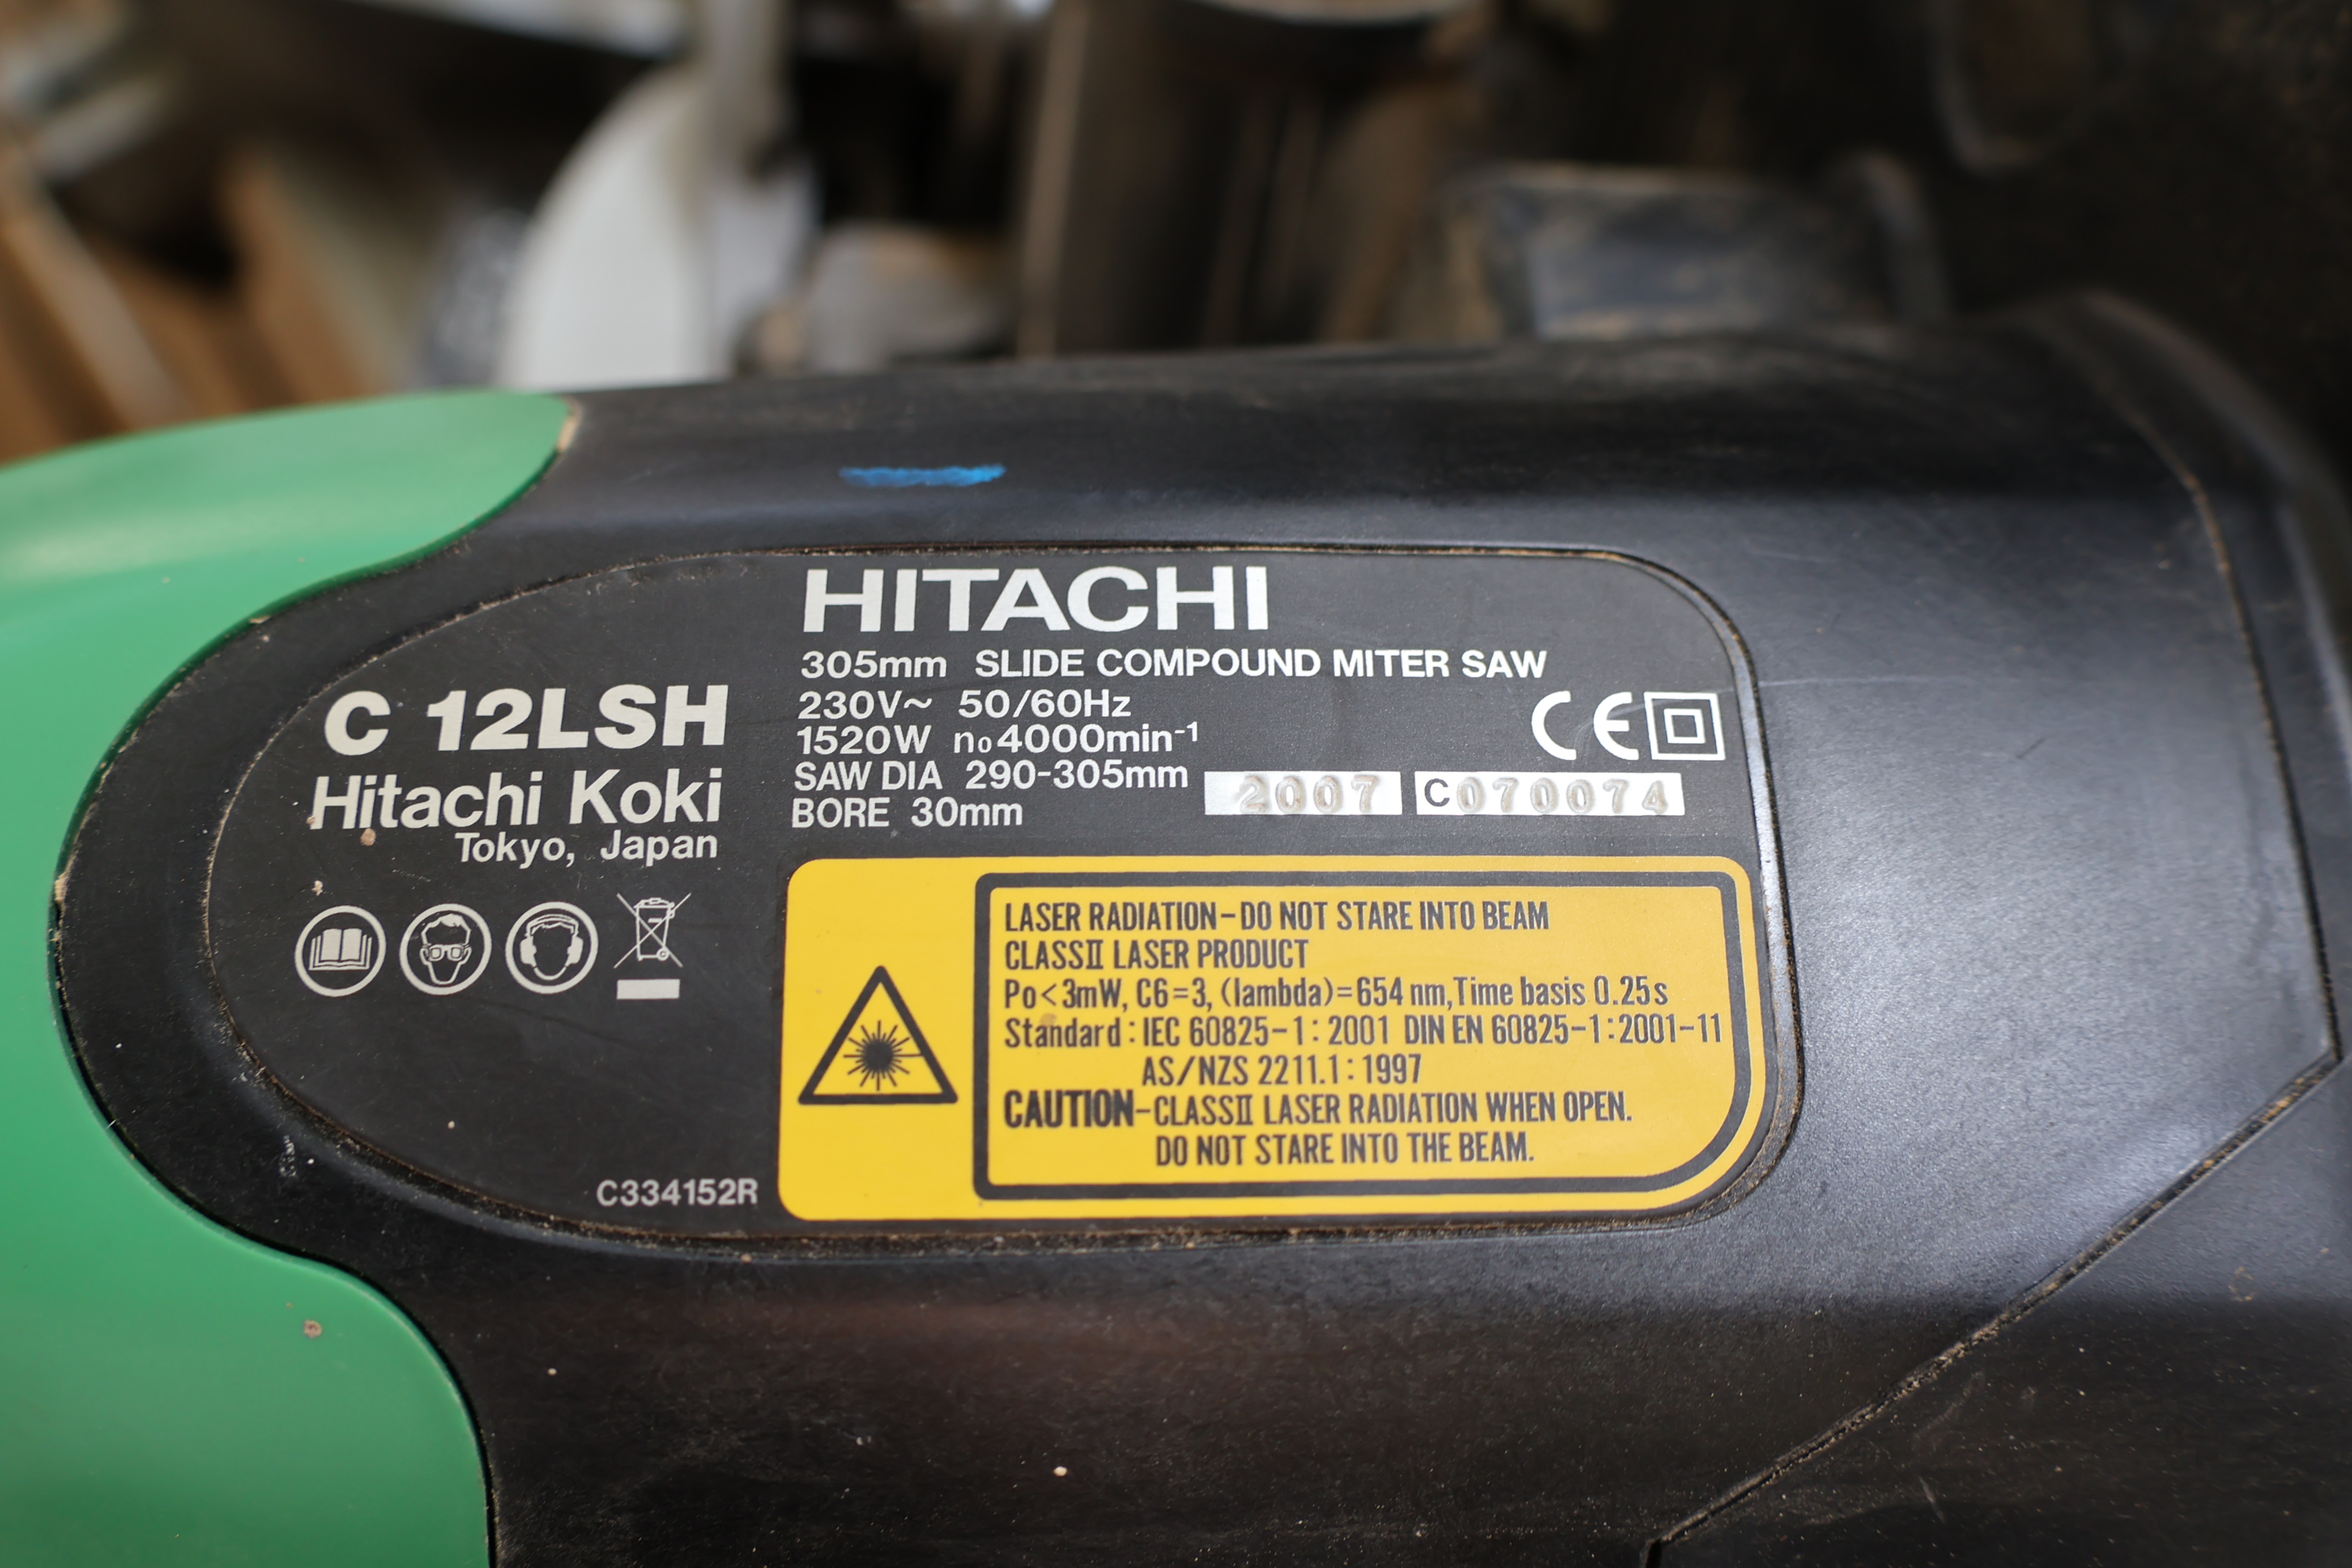 C 12LSH
Hitachi Koki
Tokyo, Japan
C334152R
HITACHI
305mm SLIDE COMPOUND MITER SAW
230V~ 50/60Hz
1520W n₀4000min⁻¹
SAW DIA 290-305mm
BORE 30mm
2007 C070074
CE
LASER RADIATION-DO NOT STARE INTO BEAM
CLASSⅡ LASER PRODUCT
Po<3mW, C6=3, (lambda)=654 nm,Time basis 0.25s
Standard: IEC 60825-1: 2001 DIN EN 60825-1:2001-11
AS/NZS 2211.1:1997
CAUTION-CLASSⅡ LASER RADIATION WHEN OPEN.
DO NOT STARE INTO THE BEAM.